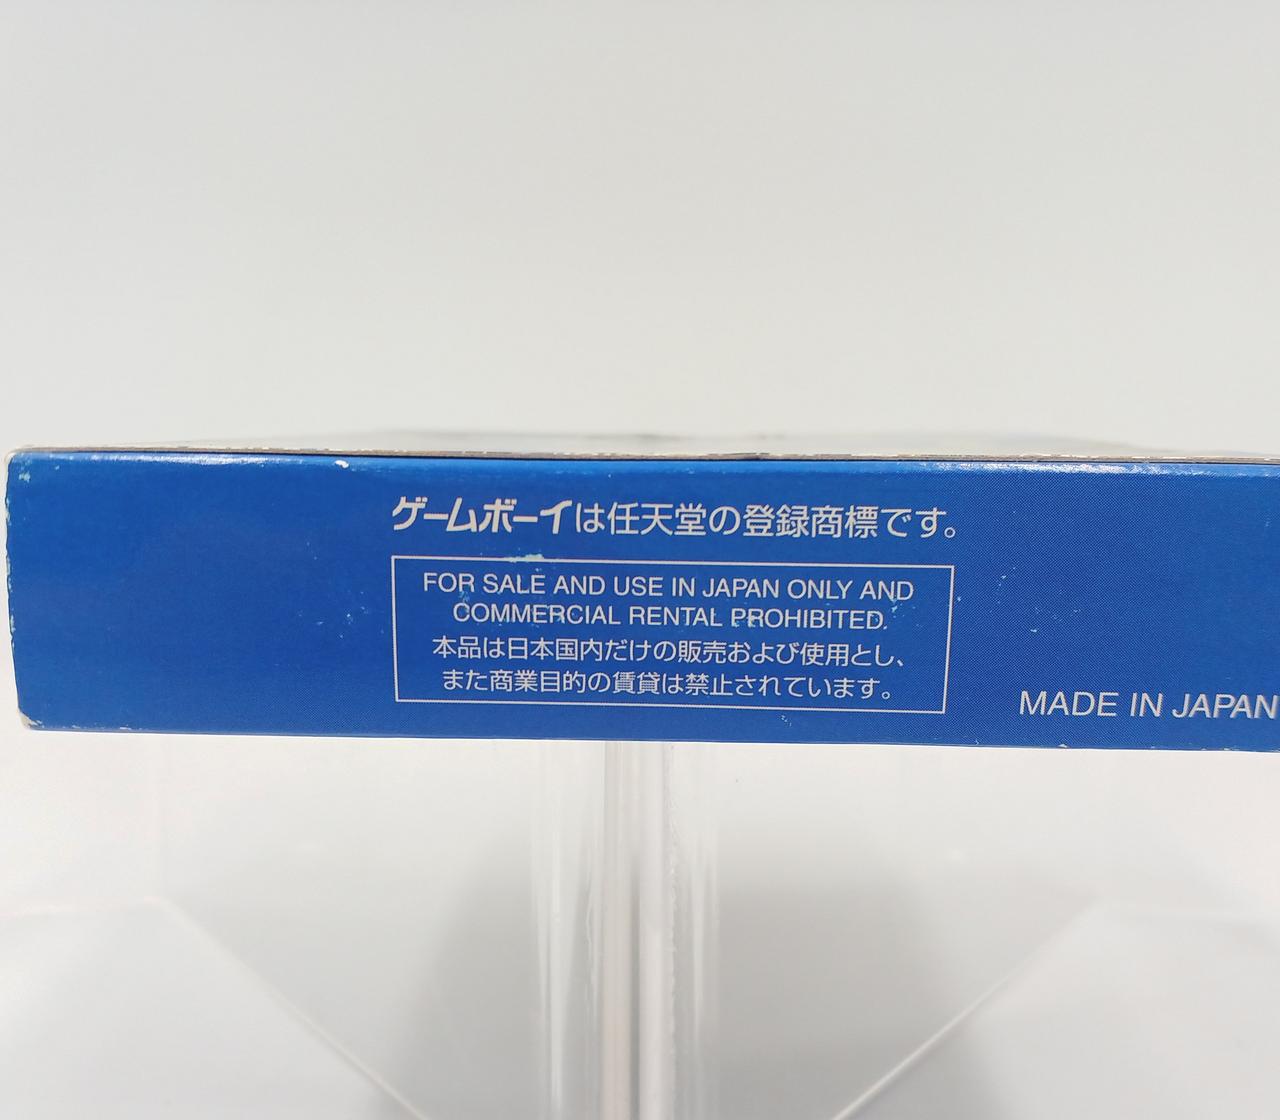 ゲームボーイは任天堂の登録商標です。
FOR SALE AND USE IN JAPAN ONLY AND
COMMERCIAL RENTAL PROHIBITED.
本品は日本国内だけの販売および使用とし、
また商業目的の賃貸は禁止されています。
MADE IN JAPAN